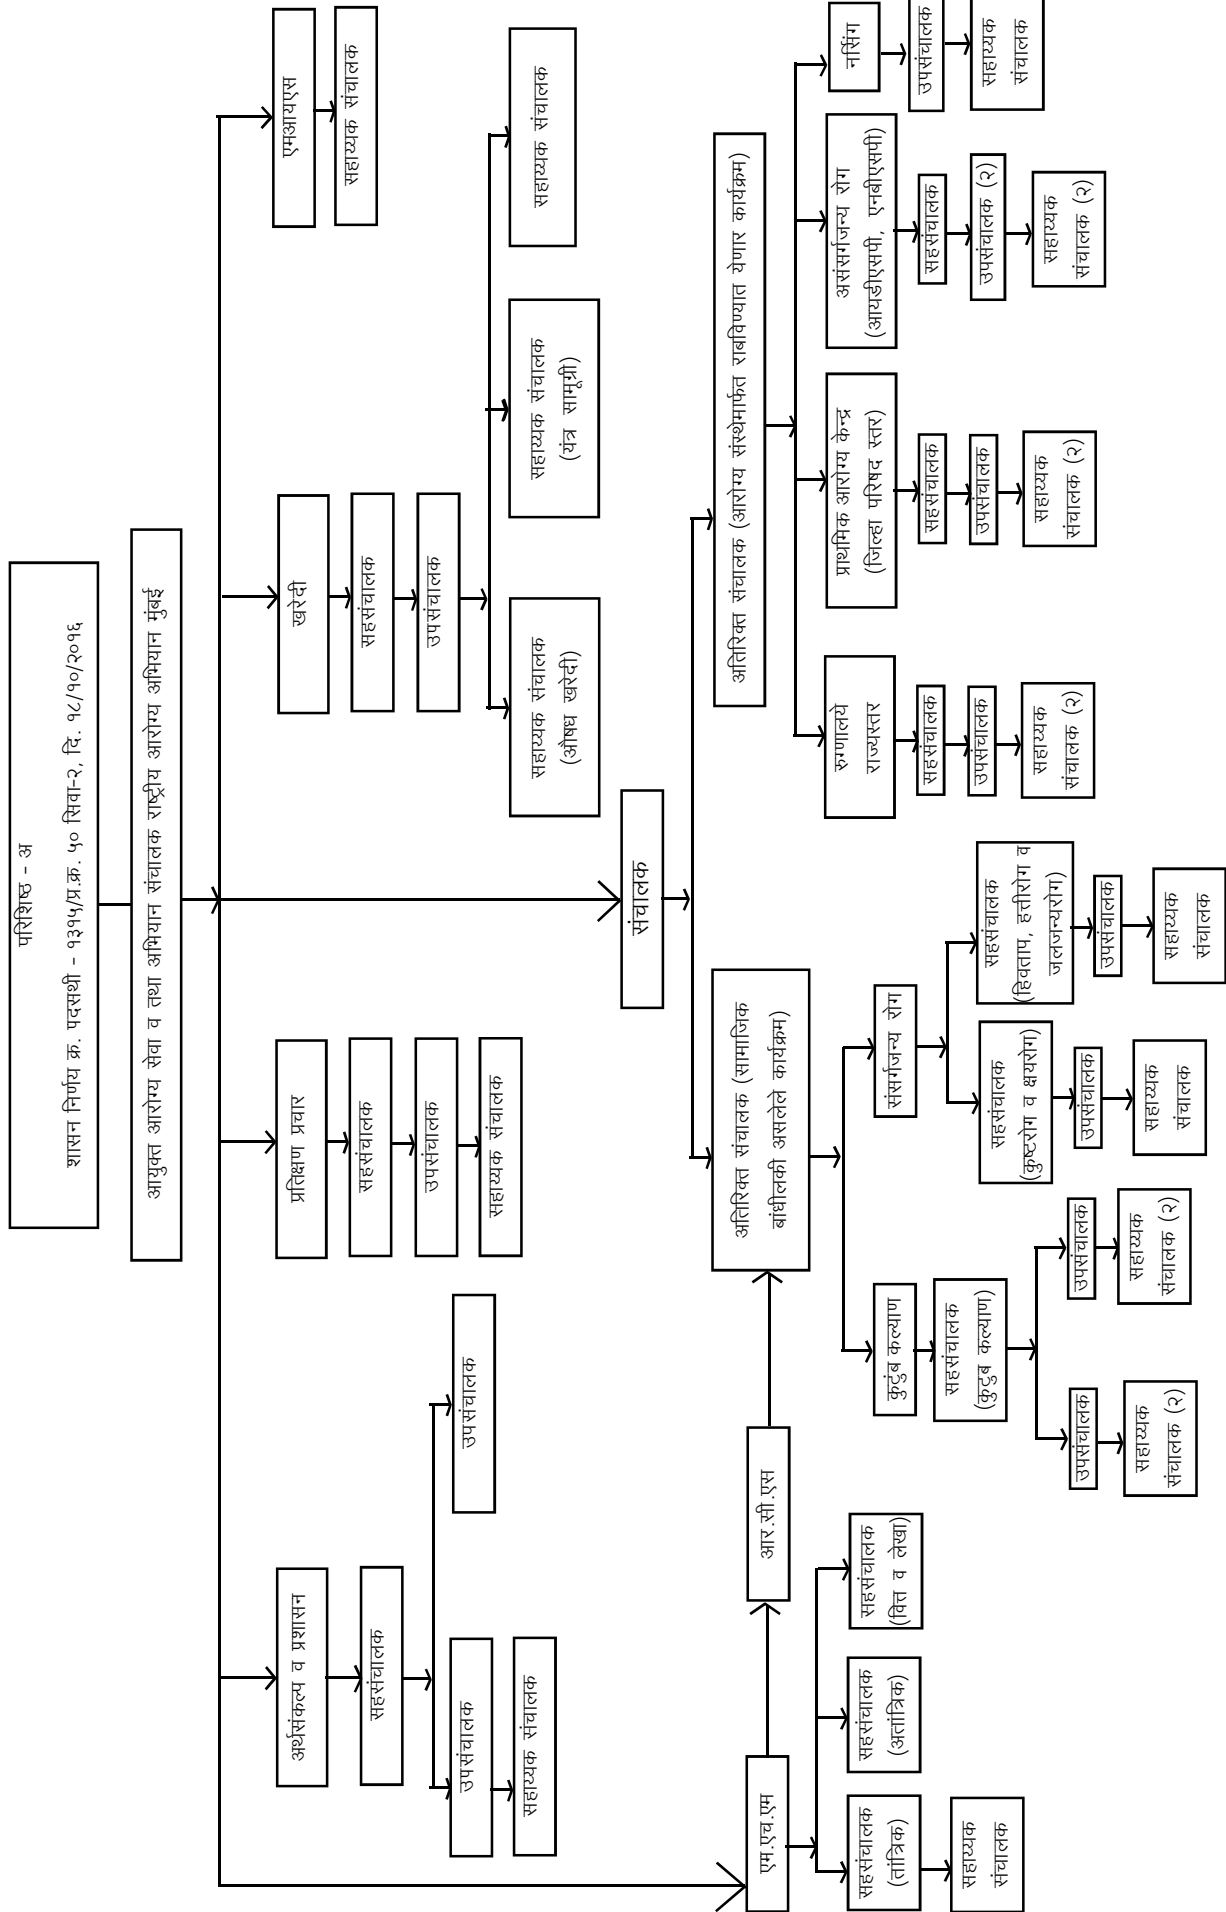 परिशिष्ठ - अ
शासन निर्णय क्र. पदसथी - १३१५/प्र.क्र. ५० सिवा-२, दि. १८/१०/२०१६
आयुक्त आरोग्य सेवा व तथा अभियान संचालक राष्ट्रीय आरोग्य अभियान मुंबई
अर्थसंकल्प व प्रशासन
सहसंचालक
उपसंचालक
सहाय्यक संचालक
उपसंचालक
प्रतिक्षण प्रचार
सहसंचालक
उपसंचालक
सहाय्यक संचालक
खरेदी
सहसंचालक
उपसंचालक
सहाय्यक संचालक
(औषध खरेदी)
सहाय्यक संचालक
(यंत्र सामुग्री)
सहाय्यक संचालक
एमआयएस
सहाय्यक संचालक
संचालक
एम.एच.एम
सहसंचालक
(तांत्रिक)
सहाय्यक
संचालक
सहसंचालक
(अतांत्रिक)
सहसंचालक
(वित्त व लेखा)
आर.सी.एस
अतिरिक्त संचालक (सामाजिक
बांधीलकी असलेले कार्यक्रम)
कुटुंब कल्याण
सहसंचालक
(कुटुंब कल्याण)
उपसंचालक
सहाय्यक
संचालक (२)
उपसंचालक
सहाय्यक
संचालक (२)
संसर्गजन्य रोग
सहसंचालक
(कुष्टरोग व क्षयरोग)
उपसंचालक
सहाय्यक
संचालक
सहसंचालक
(हिवताप, हत्तीरोग व
जलजन्यरोग)
उपसंचालक
सहाय्यक
संचालक
अतिरिक्त संचालक (आरोग्य संस्थेमार्फत राबविण्यात येणार कार्यक्रम)
रुग्णालये
राज्यस्तर
सहसंचालक
उपसंचालक
सहाय्यक
संचालक (२)
प्राथमिक आरोग्य केन्द्र
(जिल्हा परिषद स्तर)
सहसंचालक
उपसंचालक
सहाय्यक
संचालक (२)
असंसर्गजन्य रोग
(आयडीएसपी, एनबीएसपी)
सहसंचालक
उपसंचालक (२)
सहाय्यक
संचालक (२)
नर्सिंग
उपसंचालक
सहाय्यक
संचालक